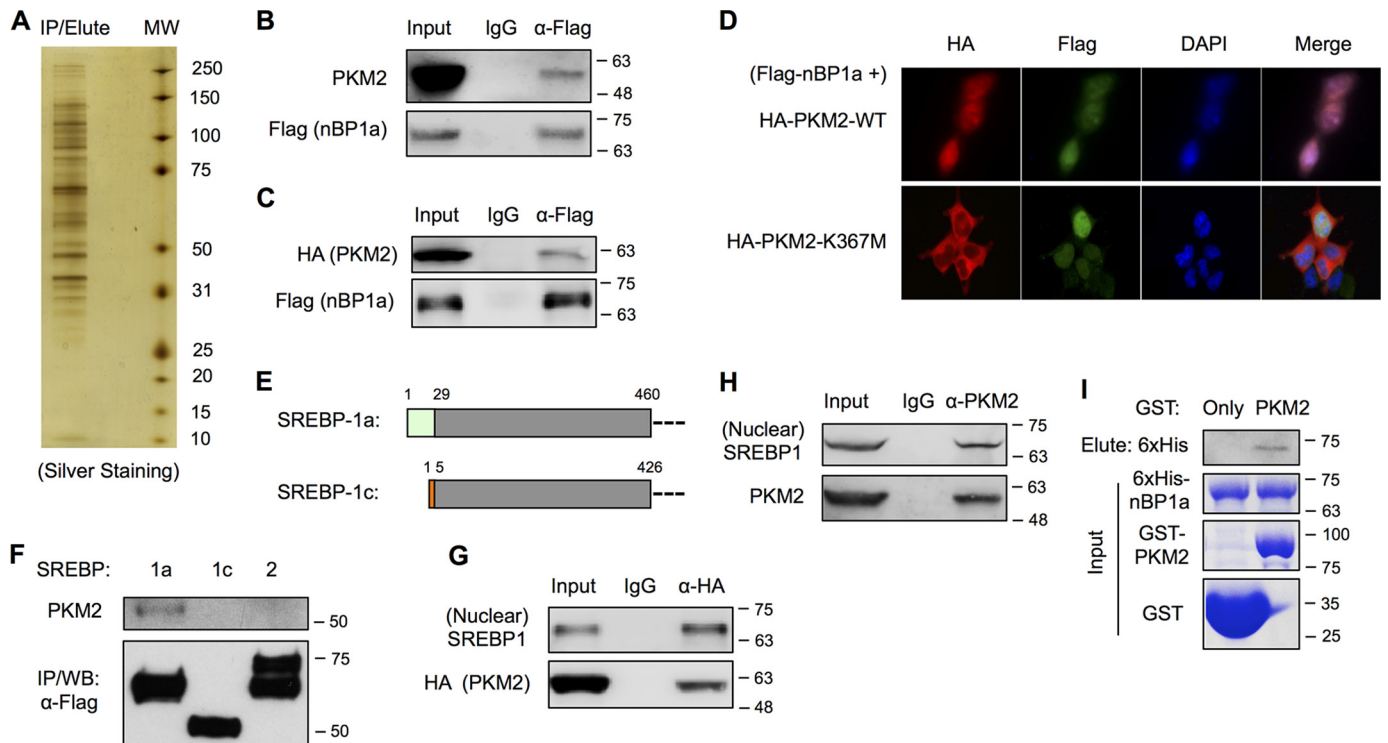 A
IP/Elute MW
250
150
100
75
50
31
25
20
15
10
(Silver Staining)
B
Input IgG α-Flag
PKM2
– 63
– 48
Flag (nBP1a)
– 75
– 63
C
Input IgG α-Flag
HA (PKM2)
– 63
Flag (nBP1a)
– 75
– 63
D
HA Flag DAPI Merge
(Flag-nBP1a +)
HA-PKM2-WT
HA-PKM2-K367M
E
1 29 460
SREBP-1a:
1 5 426
SREBP-1c:
F
SREBP: 1a 1c 2
PKM2
– 50
IP/WB:
α-Flag
– 75
– 50
G
Input IgG α-HA
(Nuclear)
SREBP1
– 75
– 63
HA (PKM2)
– 63
– 48
H
Input IgG α-PKM2
(Nuclear)
SREBP1
– 75
– 63
PKM2
– 63
– 48
I
GST: Only PKM2
Elute: 6xHis
– 75
Input
6xHis-
nBP1a
– 75
– 63
GST-
PKM2
– 100
– 75
GST
– 35
– 25